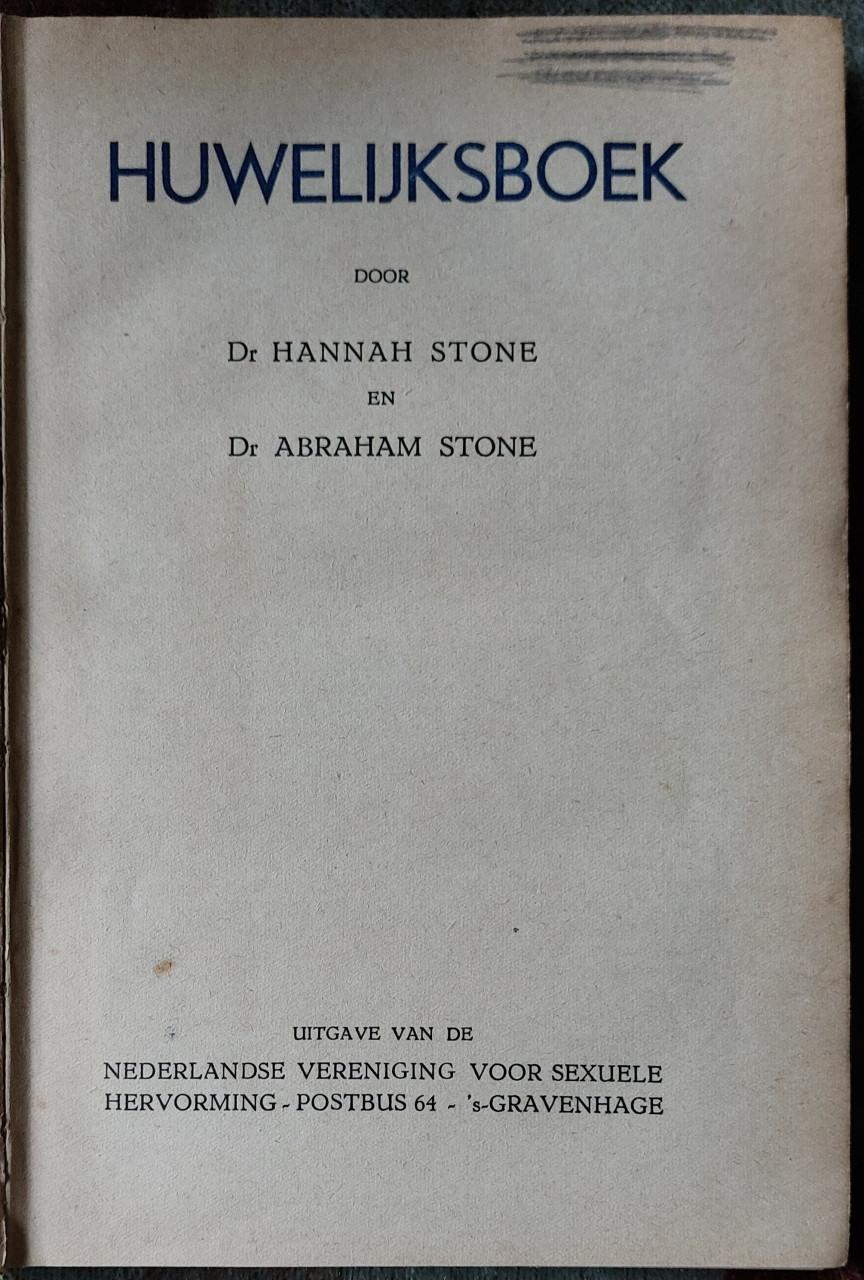 HUWELIJKSBOEK
DOOR
Dr HANNAH STONE
EN
Dr ABRAHAM STONE
UITGAVE VAN DE
NEDERLANDSE VERENIGING VOOR SEXUELE
HERVORMING - POSTBUS 64 - 's-GRAVENHAGE